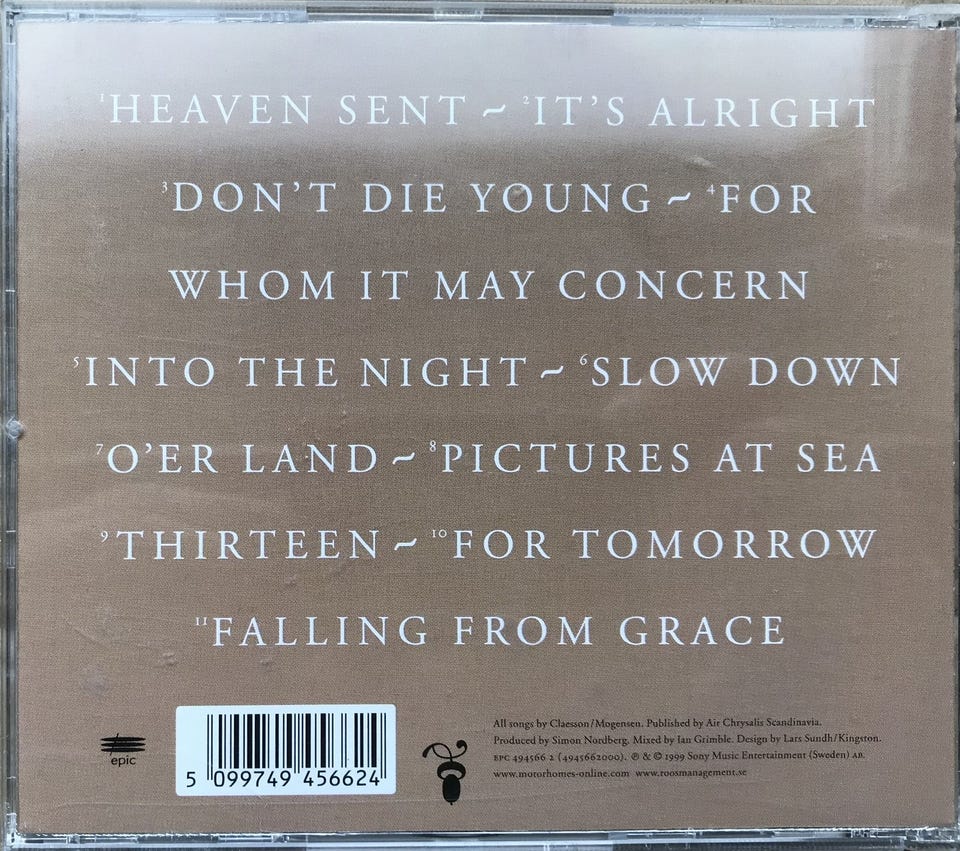 ¹HEAVEN SENT ~ ²IT'S ALRIGHT
³DON'T DIE YOUNG ~ ⁴FOR
WHOM IT MAY CONCERN
⁵INTO THE NIGHT ~ ⁶SLOW DOWN
⁷O'ER LAND ~ ⁸PICTURES AT SEA
⁹THIRTEEN ~ ¹⁰FOR TOMORROW
¹¹FALLING FROM GRACE
epic
5 099749 456624
All songs by Claesson/Mogensen. Published by Air Chrysalis Scandinavia.
Produced by Simon Nordberg. Mixed by Ian Grimble. Design by Lars Sundh/Kingston.
EPC 494566 2 (4945662000). ℗ & © 1999 Sony Music Entertainment (Sweden) AB.
www.motorhomes-online.com www.roosmanagement.se